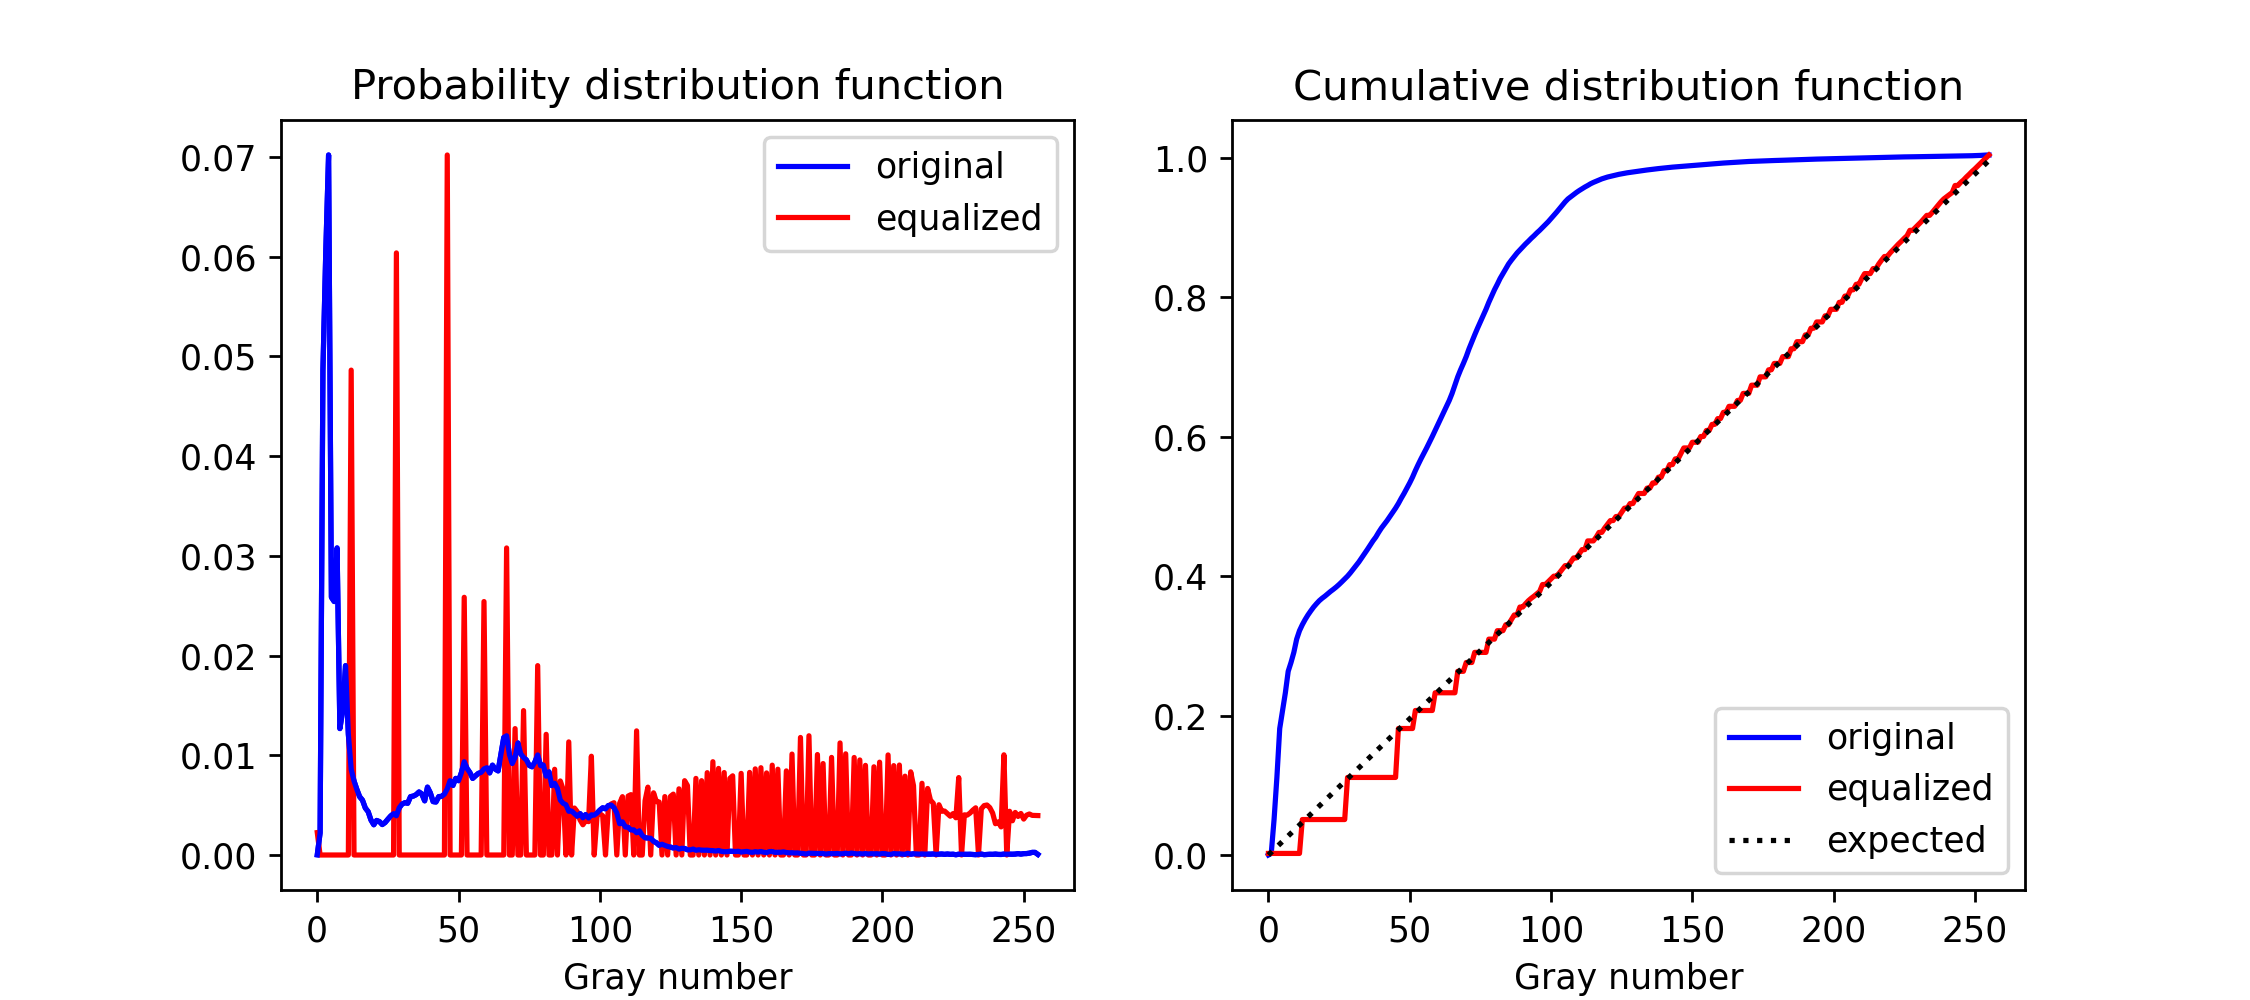 Probability distribution function
0.07
0.06
0.05
0.04
0.03
0.02
0.01
0.00
0 50 100 150 200 250
Gray number
original
equalized
Cumulative distribution function
1.0
0.8
0.6
0.4
0.2
0.0
0 50 100 150 200 250
Gray number
original
equalized
expected